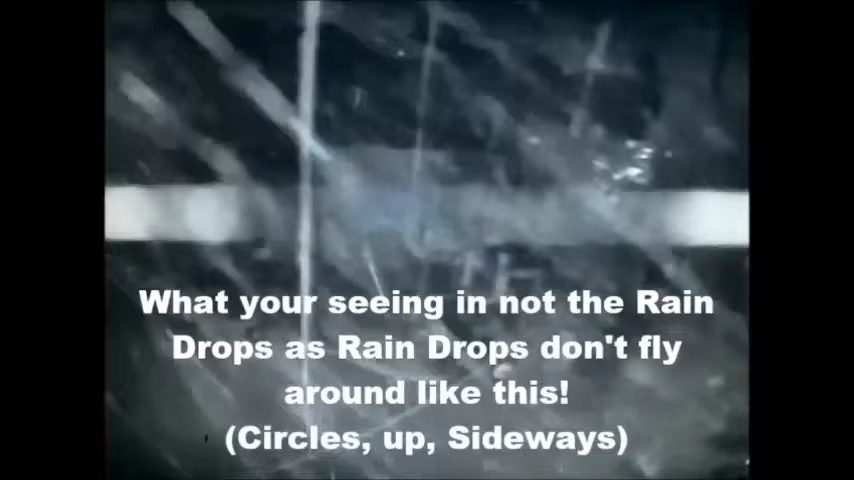 What your seeing in not the Rain
Drops as Rain Drops don't fly
around like this!
(Circles, up, Sideways)